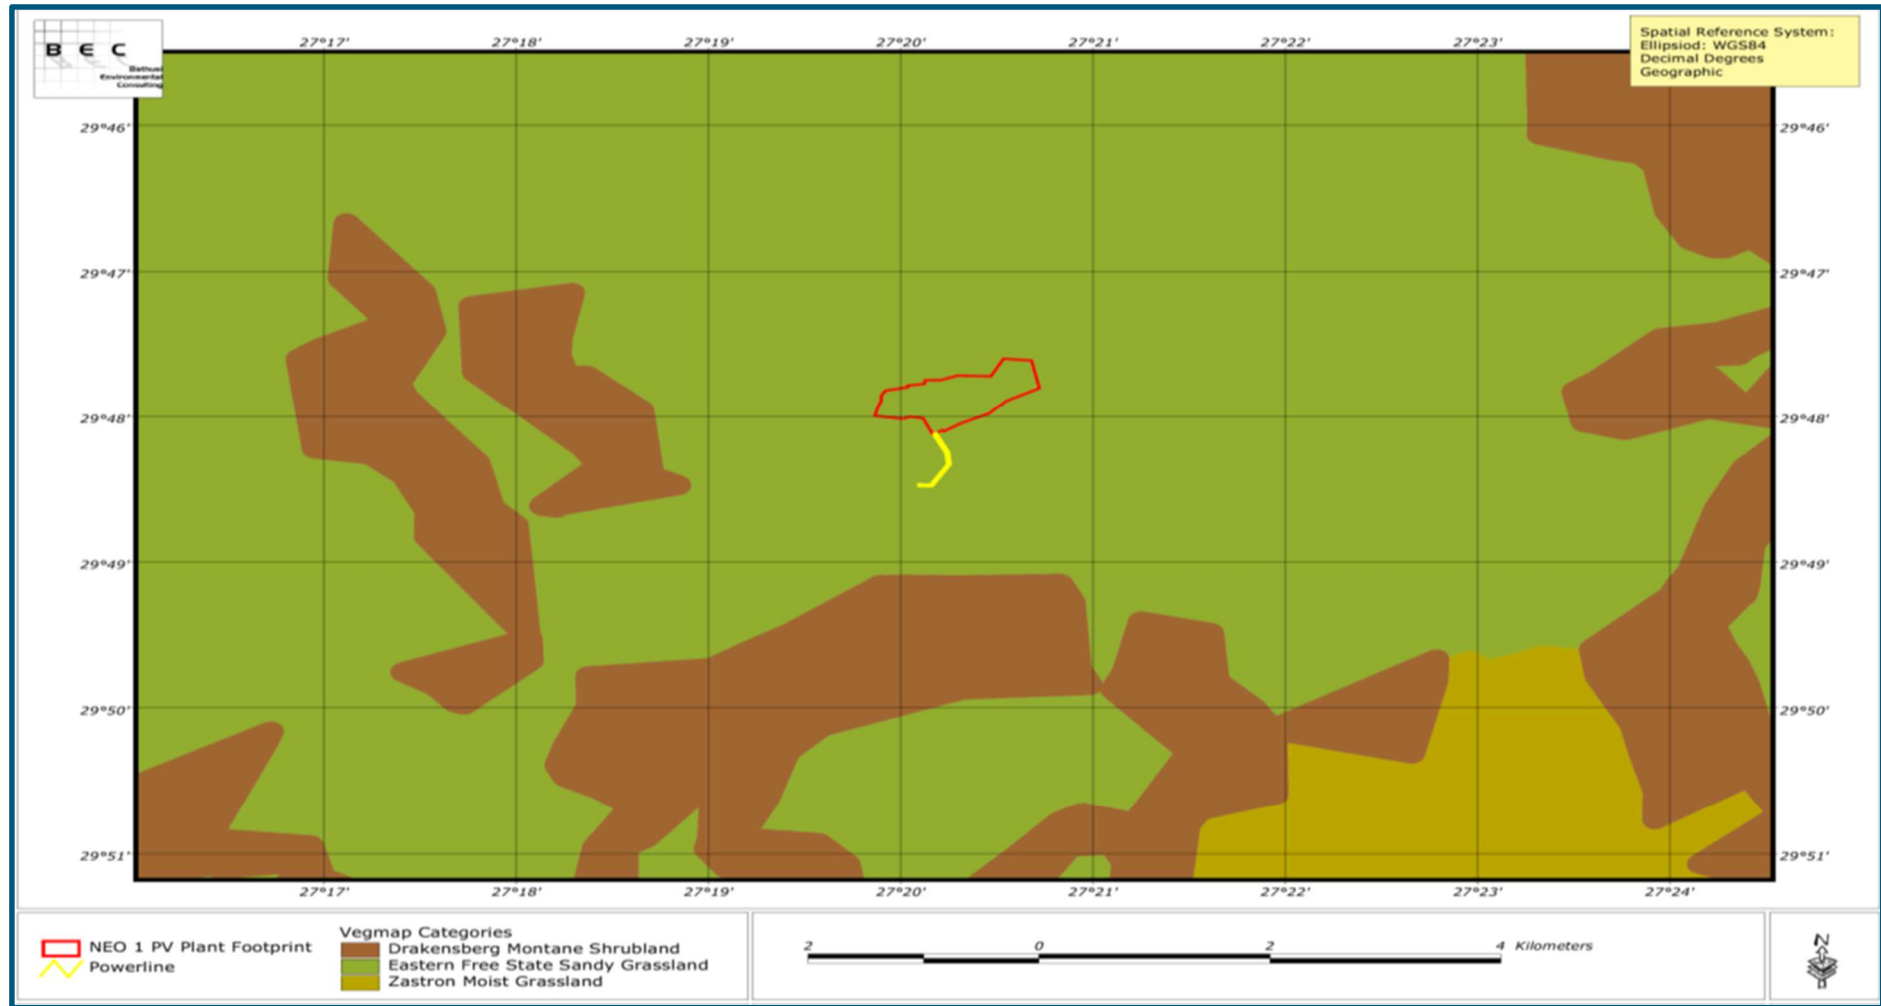 B E C
Bathusi
Environmental
Consulting
27°17' 27°18' 27°19' 27°20' 27°21' 27°22' 27°23'
Spatial Reference System:
Ellipsiod: WGS84
Decimal Degrees
Geographic
29°46' 29°46'
29°47' 29°47'
29°48' 29°48'
29°49' 29°49'
29°50' 29°50'
29°51' 29°51'
27°17' 27°18' 27°19' 27°20' 27°21' 27°22' 27°23' 27°24'
NEO 1 PV Plant Footprint
Powerline
Vegmap Categories
Drakensberg Montane Shrubland
Eastern Free State Sandy Grassland
Zastron Moist Grassland
2 0 2 4 Kilometers
N